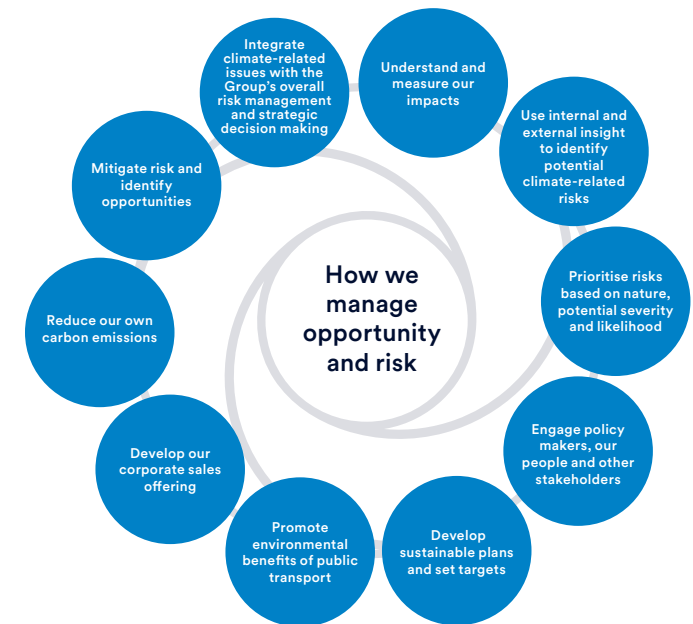 Integrate
climate-related
issues with the
Group's overall
risk management
and strategic
decision making
Understand and
measure our
impacts
Use internal and
external insight
to identify
potential
climate-related
risks
Prioritise risks
based on nature,
potential severity
and likelihood
Engage policy
makers, our
people and other
stakeholders
Develop
sustainable plans
and set targets
Promote
environmental
benefits of public
transport
Develop our
corporate sales
offering
Reduce our own
carbon emissions
Mitigate risk and
identify
opportunities
How we
manage
opportunity
and risk